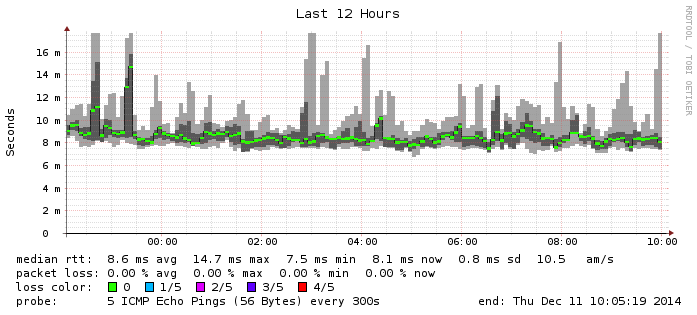 Last 12 Hours
RRDTOOL / TOBI OETIKER
Seconds
16 m
14 m
12 m
10 m
8 m
6 m
4 m
2 m
0
00:00 02:00 04:00 06:00 08:00 10:00
median rtt: 8.6 ms avg 14.7 ms max 7.5 ms min 8.1 ms now 0.8 ms sd 10.5 am/s
packet loss: 0.00 % avg 0.00 % max 0.00 % min 0.00 % now
loss color: 0 1/5 2/5 3/5 4/5
probe: 5 ICMP Echo Pings (56 Bytes) every 300s end: Thu Dec 11 10:05:19 2014